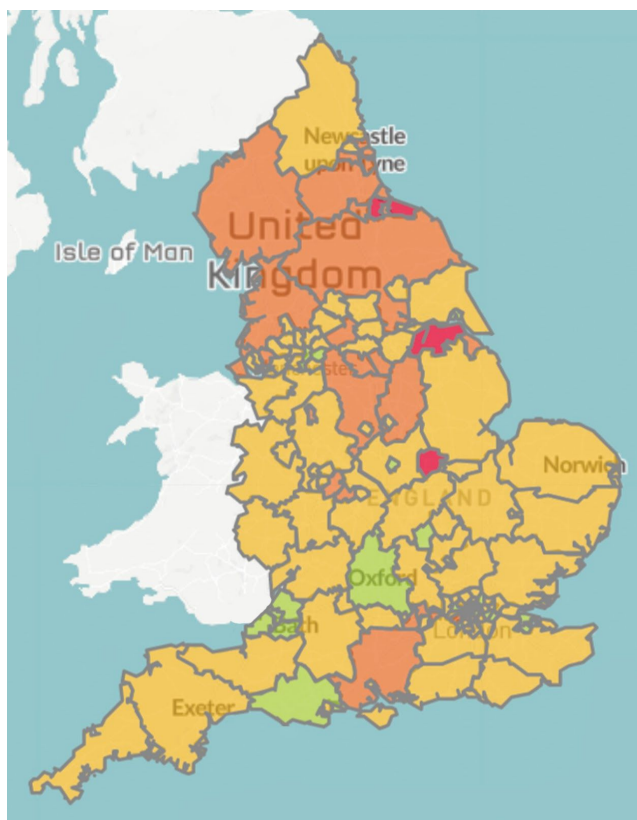 Newcastle
upon Tyne
United
Isle of Man
Kingdom
Norwich
ENGLAND
Oxford
Bath
London
Exeter